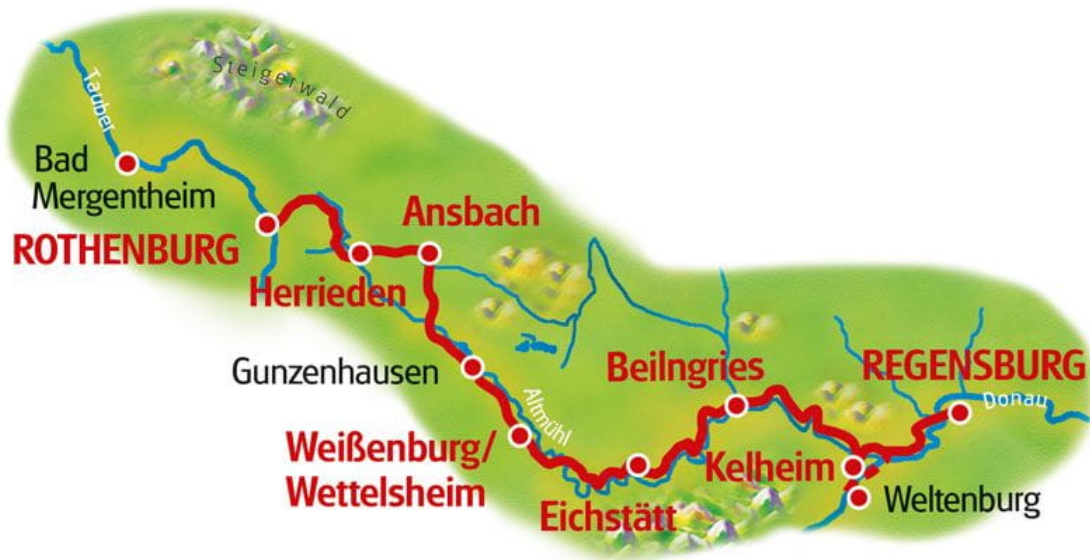 Steigerwald
Tauber
Bad
Mergentheim
ROTHENBURG
Ansbach
Herrieden
Gunzenhausen
Altmühl
Weißenburg/
Wettelsheim
Eichstätt
Beilngries
REGENSBURG
Donau
Kelheim
Weltenburg